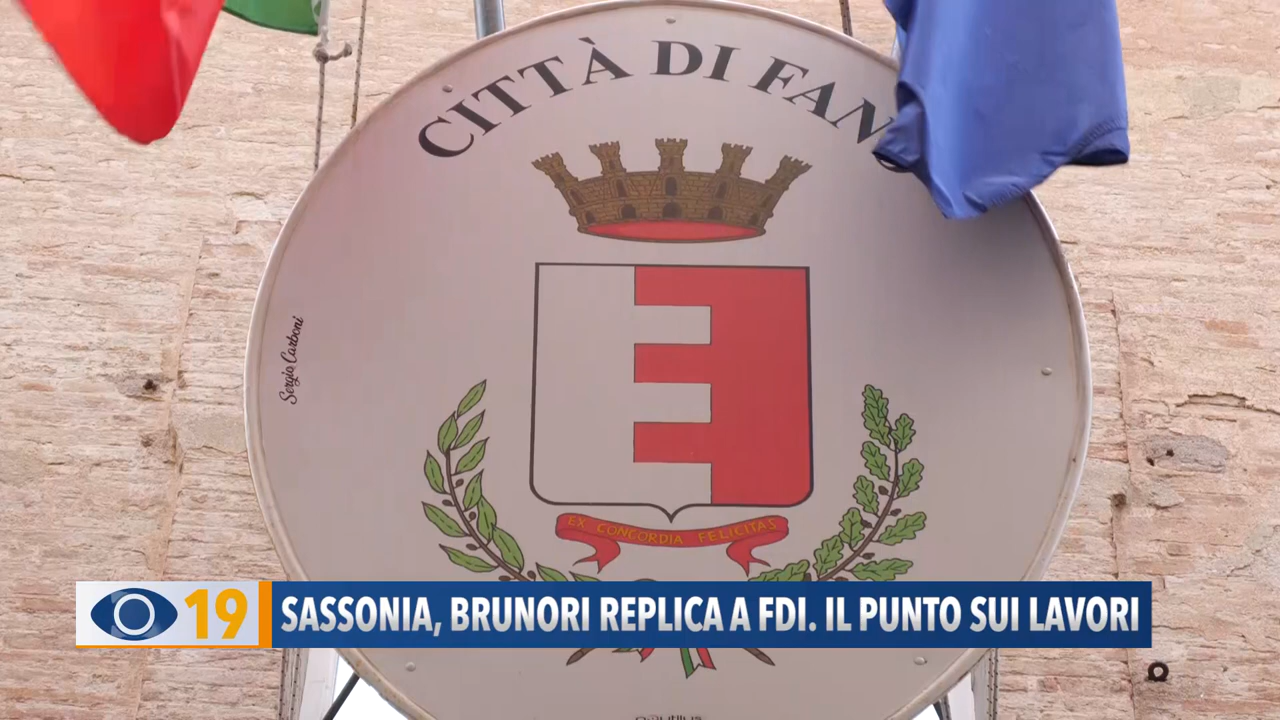 CITTÀ DI FAN
Sergio Carboni
EX CONCORDIA FELICITAS
19
SASSONIA, BRUNORI REPLICA A FDI. IL PUNTO SUI LAVORI